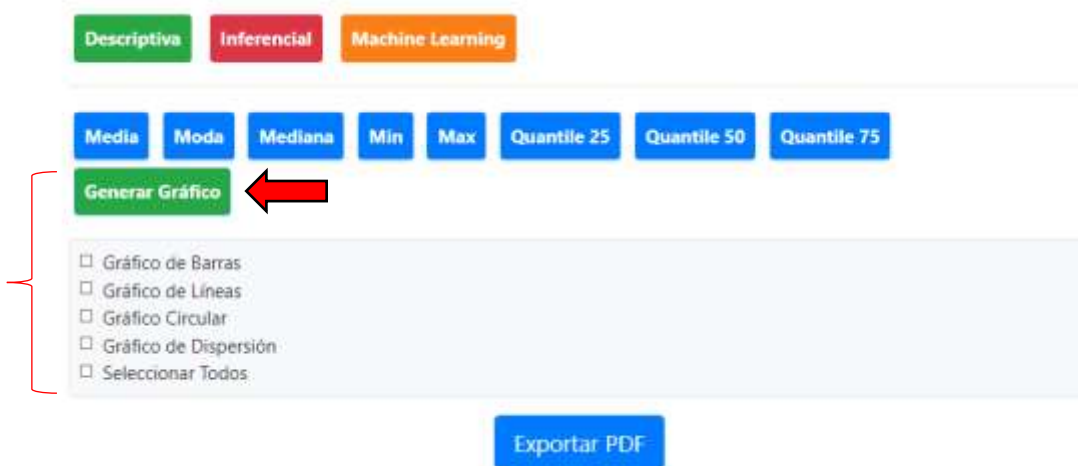 Descriptiva Inferencial Machine Learning
Media Moda Mediana Min Max Quantile 25 Quantile 50 Quantile 75
Generar Gráfico
Gráfico de Barras
Gráfico de Líneas
Gráfico Circular
Gráfico de Dispersión
Seleccionar Todos
Exportar PDF